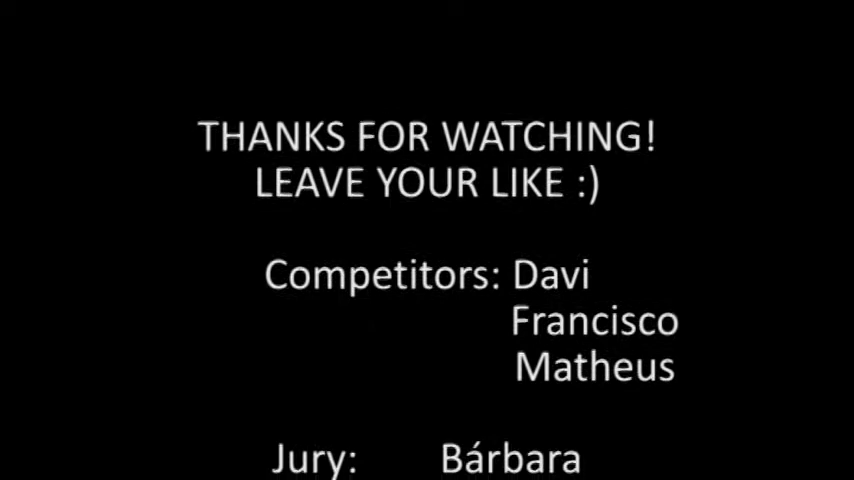 THANKS FOR WATCHING!
LEAVE YOUR LIKE :)
Competitors: Davi
Francisco
Matheus
Jury: Bárbara